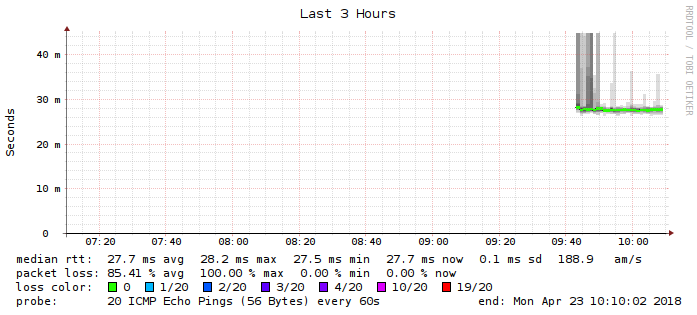 Last 3 Hours
RRDTOOL / TOBI OETIKER
Seconds
40 m
30 m
20 m
10 m
0
07:20 07:40 08:00 08:20 08:40 09:00 09:20 09:40 10:00
median rtt: 27.7 ms avg 28.2 ms max 27.5 ms min 27.7 ms now 0.1 ms sd 188.9 am/s
packet loss: 85.41 % avg 100.00 % max 0.00 % min 0.00 % now
loss color: 0 1/20 2/20 3/20 4/20 10/20 19/20
probe: 20 ICMP Echo Pings (56 Bytes) every 60s end: Mon Apr 23 10:10:02 2018